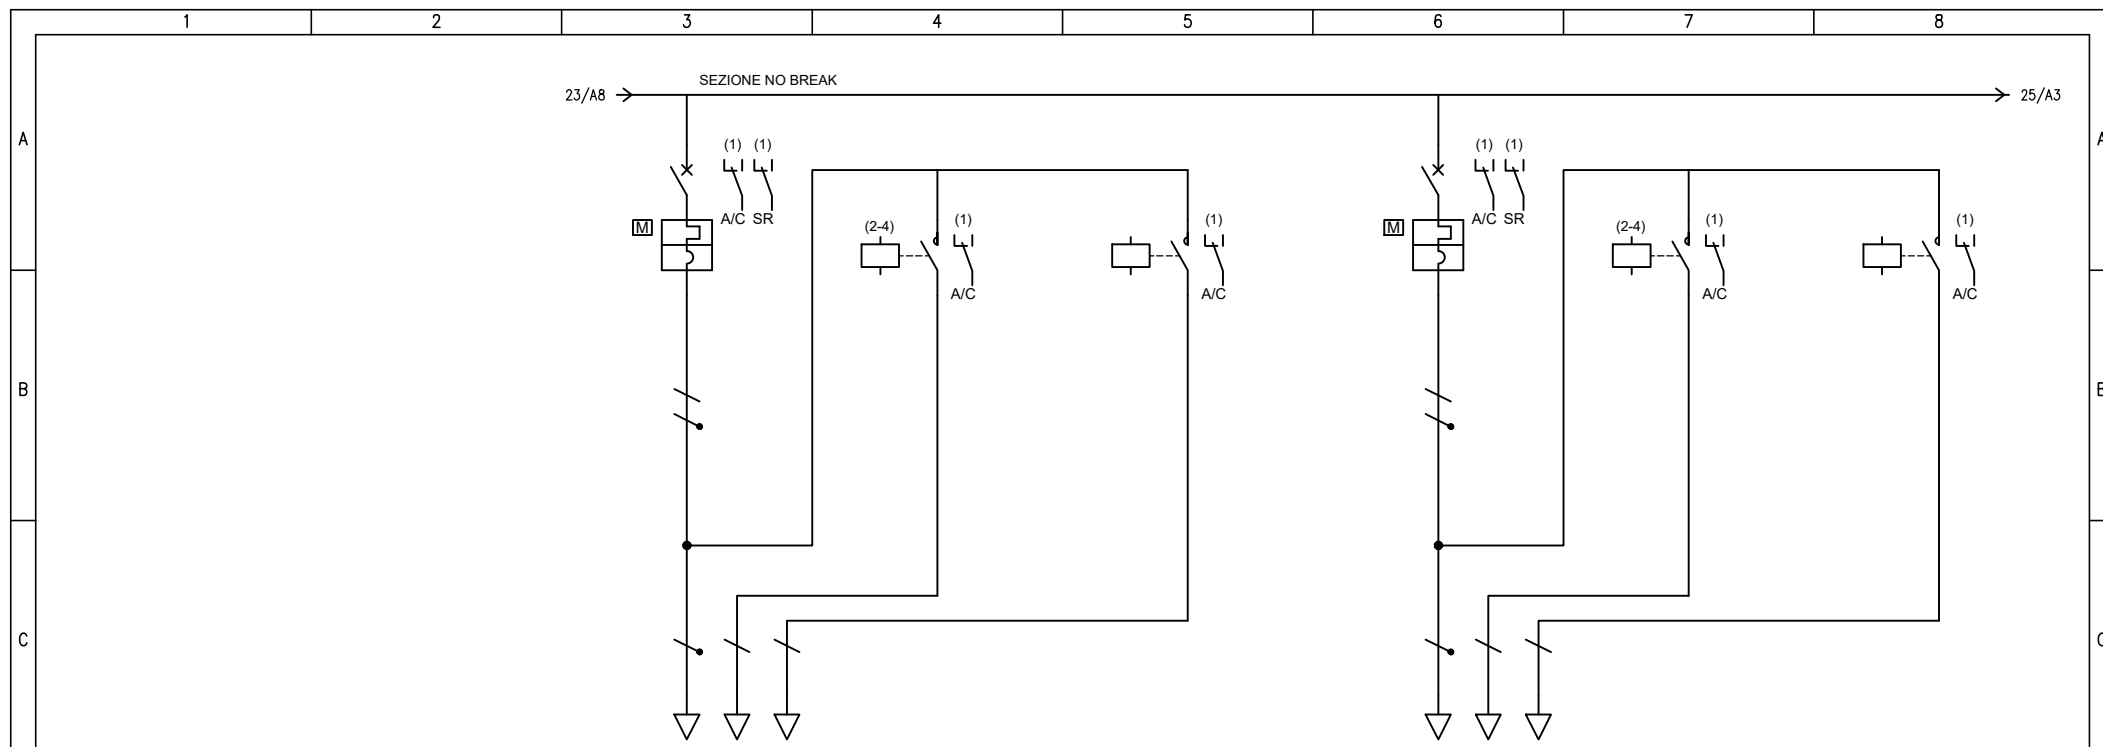 1 2 3 4 5 6 7 8
SEZIONE NO BREAK
23/A8 25/A3
A A
(1) (1) (1) (1)
A/C SR A/C SR
M (2-4) (1) (1) M (2-4) (1) (1)
A/C A/C A/C A/C
B
C